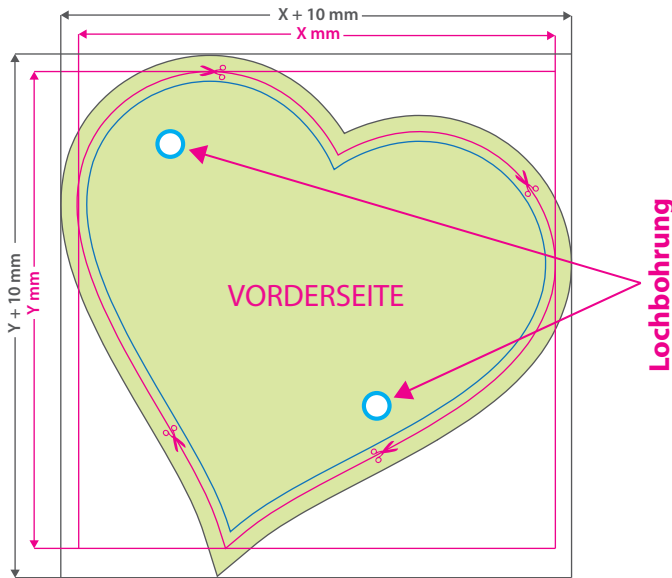 X + 10 mm
X mm
Y + 10 mm
Y mm
VORDERSEITE
Lochbohrung